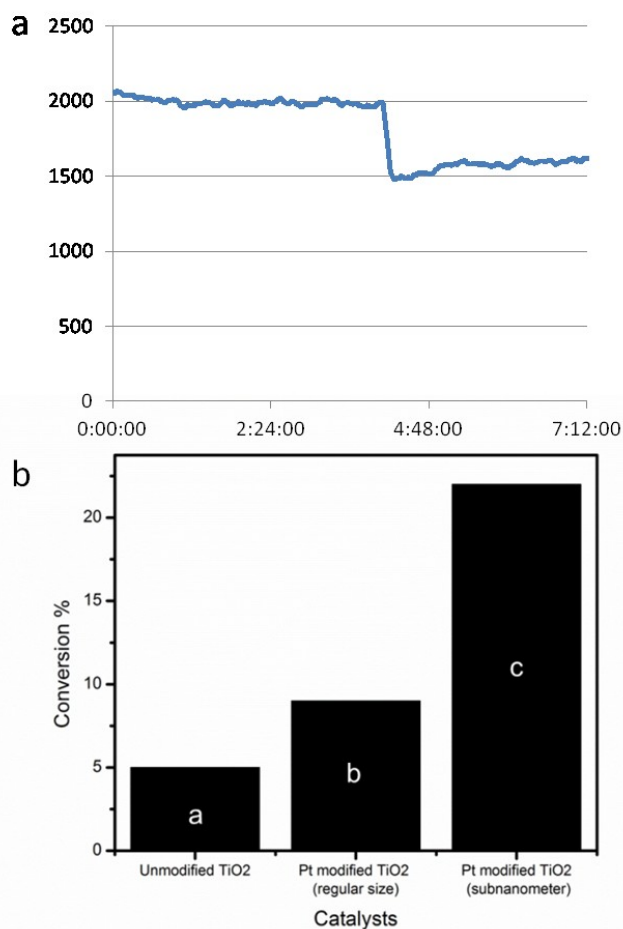 a
2500
2000
1500
1000
500
0
0:00:00 2:24:00 4:48:00 7:12:00
b
20
15
10
5
0
Conversion %
a
b
c
Unmodified TiO2 Pt modified TiO2 Pt modified TiO2
(regular size) (subnanometer)
Catalysts